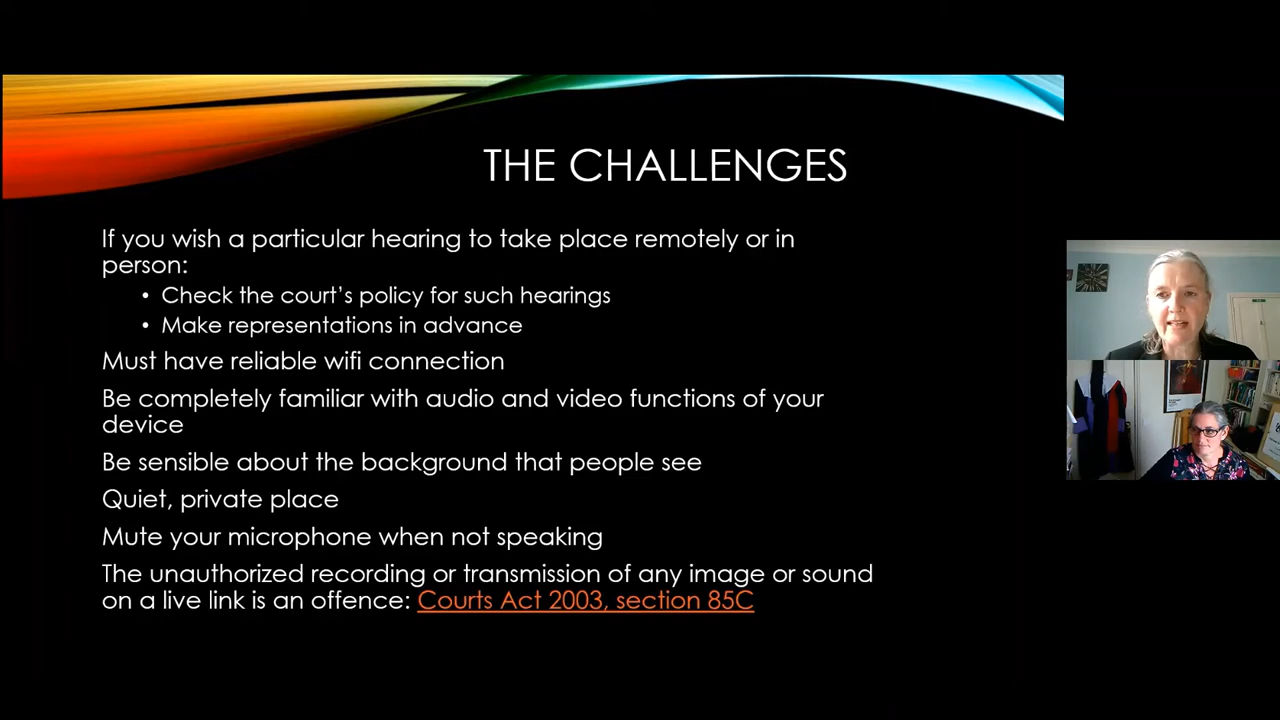 THE CHALLENGES
If you wish a particular hearing to take place remotely or in
person:
• Check the court's policy for such hearings
• Make representations in advance
Must have reliable wifi connection
Be completely familiar with audio and video functions of your
device
Be sensible about the background that people see
Quiet, private place
Mute your microphone when not speaking
The unauthorized recording or transmission of any image or sound
on a live link is an offence: Courts Act 2003, section 85C